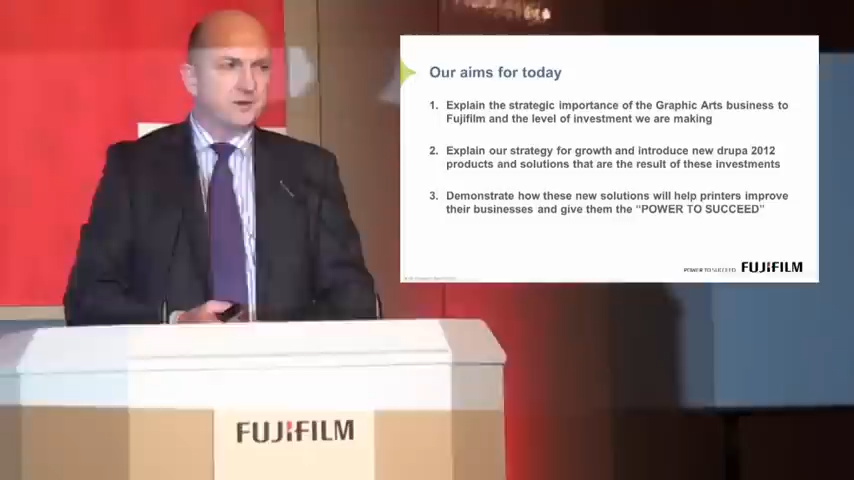 Our aims for today
1. Explain the strategic importance of the Graphic Arts business to
Fujifilm and the level of investment we are making
2. Explain our strategy for growth and introduce new drupa 2012
products and solutions that are the result of these investments
3. Demonstrate how these new solutions will help printers improve
their businesses and give them the “POWER TO SUCCEED”
POWER TO SUCCEED FUJIFILM
FUJIFILM